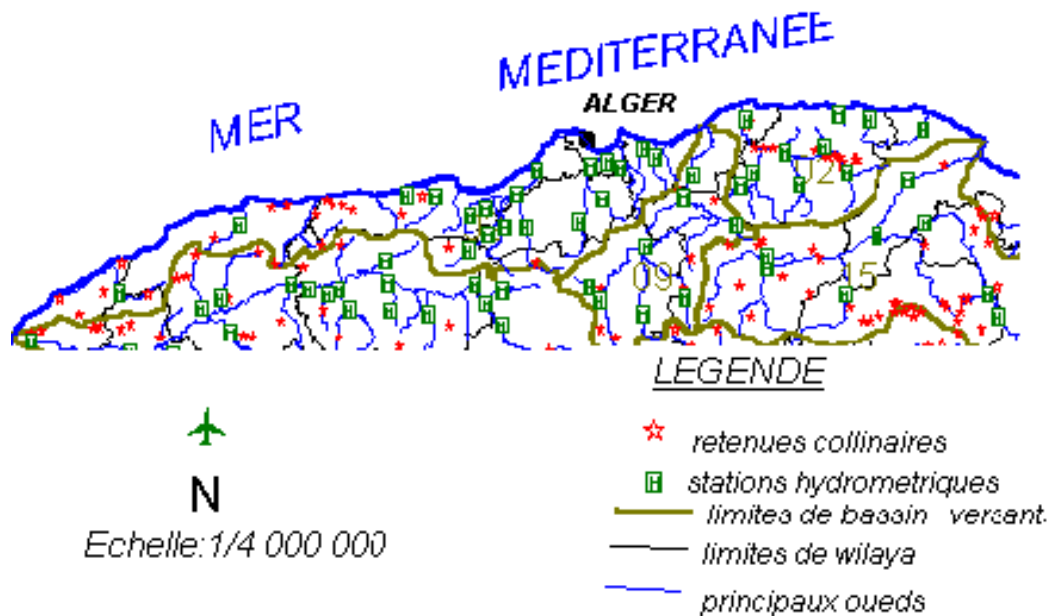 MER
MEDITERRANEE
ALGER
02
09
15
LEGENDE
retenues collinaires
stations hydrometriques
limites de bassin versant
limites de wilaya
principaux oueds
N
Echelle:1/4 000 000